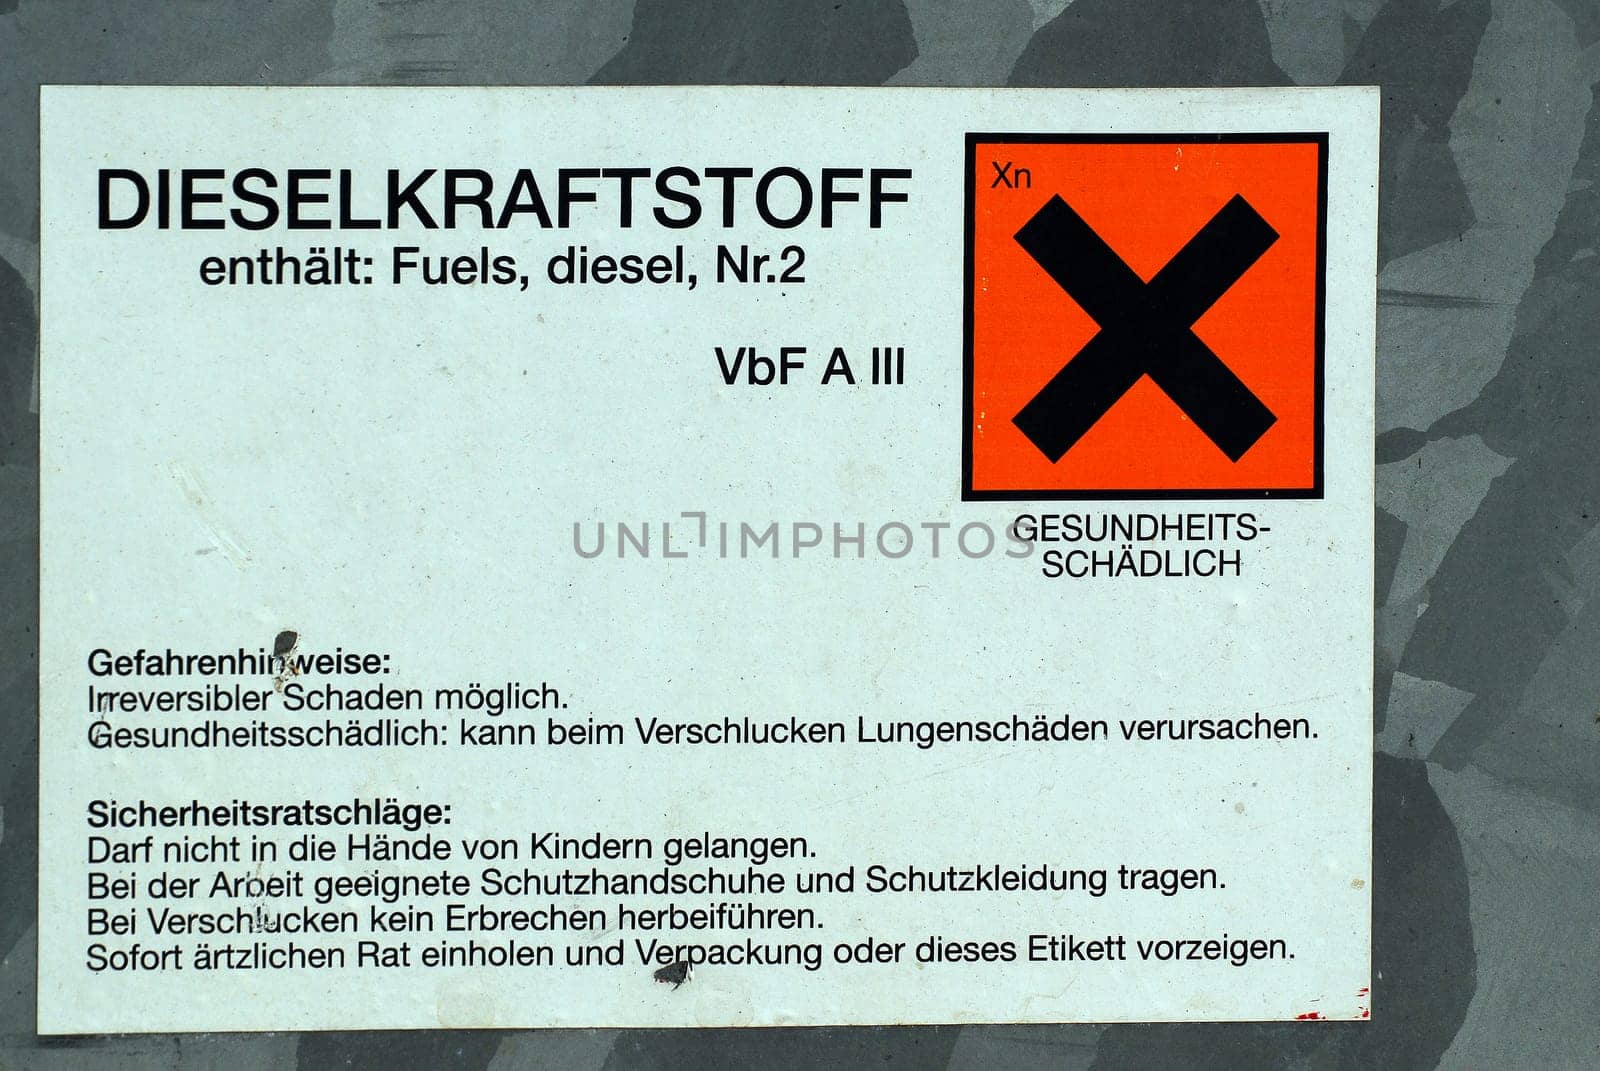 DIESELKRAFTSTOFF
enthält: Fuels, diesel, Nr.2
VbF A III
Xn
GESUNDHEITS-
SCHÄDLICH
UNLIMPHOTOS
Gefahrenhinweise:
Irreversibler Schaden möglich.
Gesundheitsschädlich: kann beim Verschlucken Lungenschäden verursachen.
Sicherheitsratschläge:
Darf nicht in die Hände von Kindern gelangen.
Bei der Arbeit geeignete Schutzhandschuhe und Schutzkleidung tragen.
Bei Verschlucken kein Erbrechen herbeiführen.
Sofort ärtzlichen Rat einholen und Verpackung oder dieses Etikett vorzeigen.